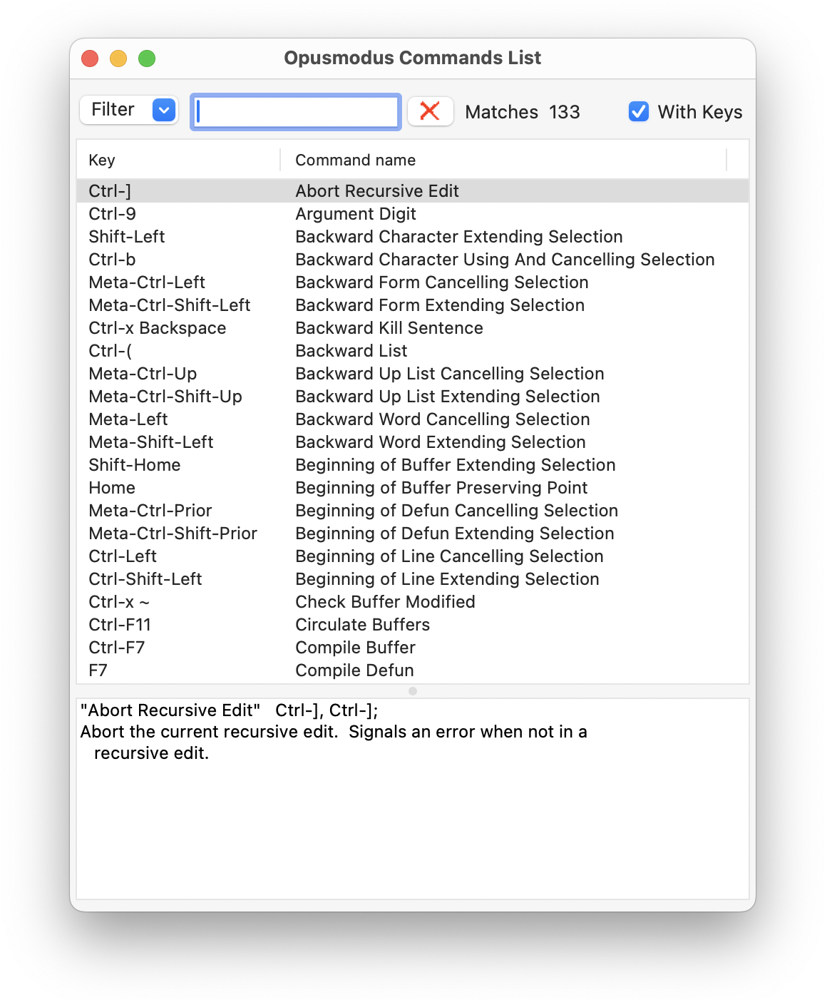 Opusmodus Commands List
Filter Matches 133 With Keys
Key Command name
Ctrl-] Abort Recursive Edit
Ctrl-9 Argument Digit
Shift-Left Backward Character Extending Selection
Ctrl-b Backward Character Using And Cancelling Selection
Meta-Ctrl-Left Backward Form Cancelling Selection
Meta-Ctrl-Shift-Left Backward Form Extending Selection
Ctrl-x Backspace Backward Kill Sentence
Ctrl-( Backward List
Meta-Ctrl-Up Backward Up List Cancelling Selection
Meta-Ctrl-Shift-Up Backward Up List Extending Selection
Meta-Left Backward Word Cancelling Selection
Meta-Shift-Left Backward Word Extending Selection
Shift-Home Beginning of Buffer Extending Selection
Home Beginning of Buffer Preserving Point
Meta-Ctrl-Prior Beginning of Defun Cancelling Selection
Meta-Ctrl-Shift-Prior Beginning of Defun Extending Selection
Ctrl-Left Beginning of Line Cancelling Selection
Ctrl-Shift-Left Beginning of Line Extending Selection
Ctrl-x ~ Check Buffer Modified
Ctrl-F11 Circulate Buffers
Ctrl-F7 Compile Buffer
F7 Compile Defun
"Abort Recursive Edit" Ctrl-], Ctrl-];
Abort the current recursive edit. Signals an error when not in a
recursive edit.